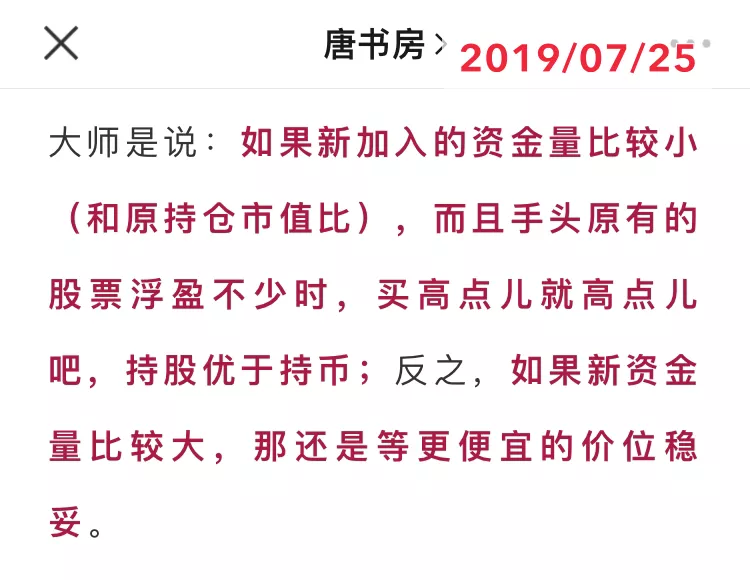 唐书房
2019/07/25
大师是说：如果新加入的资金量比较小
（和原持仓市值比），而且手头原有的
股票浮盈不少时，买高点儿就高点儿
吧，持股优于持币；反之，如果新资金
量比较大，那还是等更便宜的价位稳
妥。